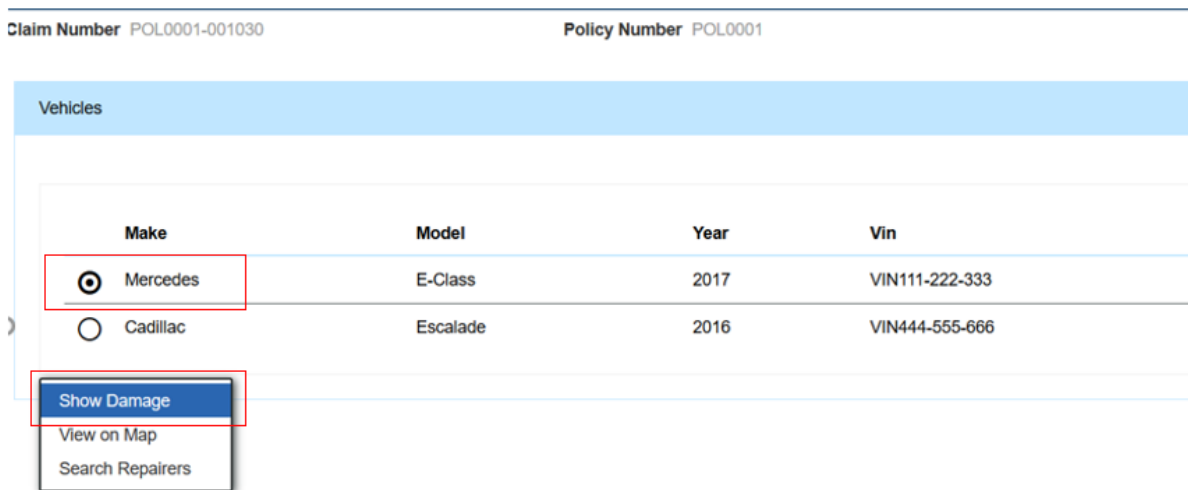 Claim Number POL0001-001030 Policy Number POL0001
Vehicles
Make Model Year Vin
Mercedes E-Class 2017 VIN111-222-333
Cadillac Escalade 2016 VIN444-555-666
Show Damage
View on Map
Search Repairers